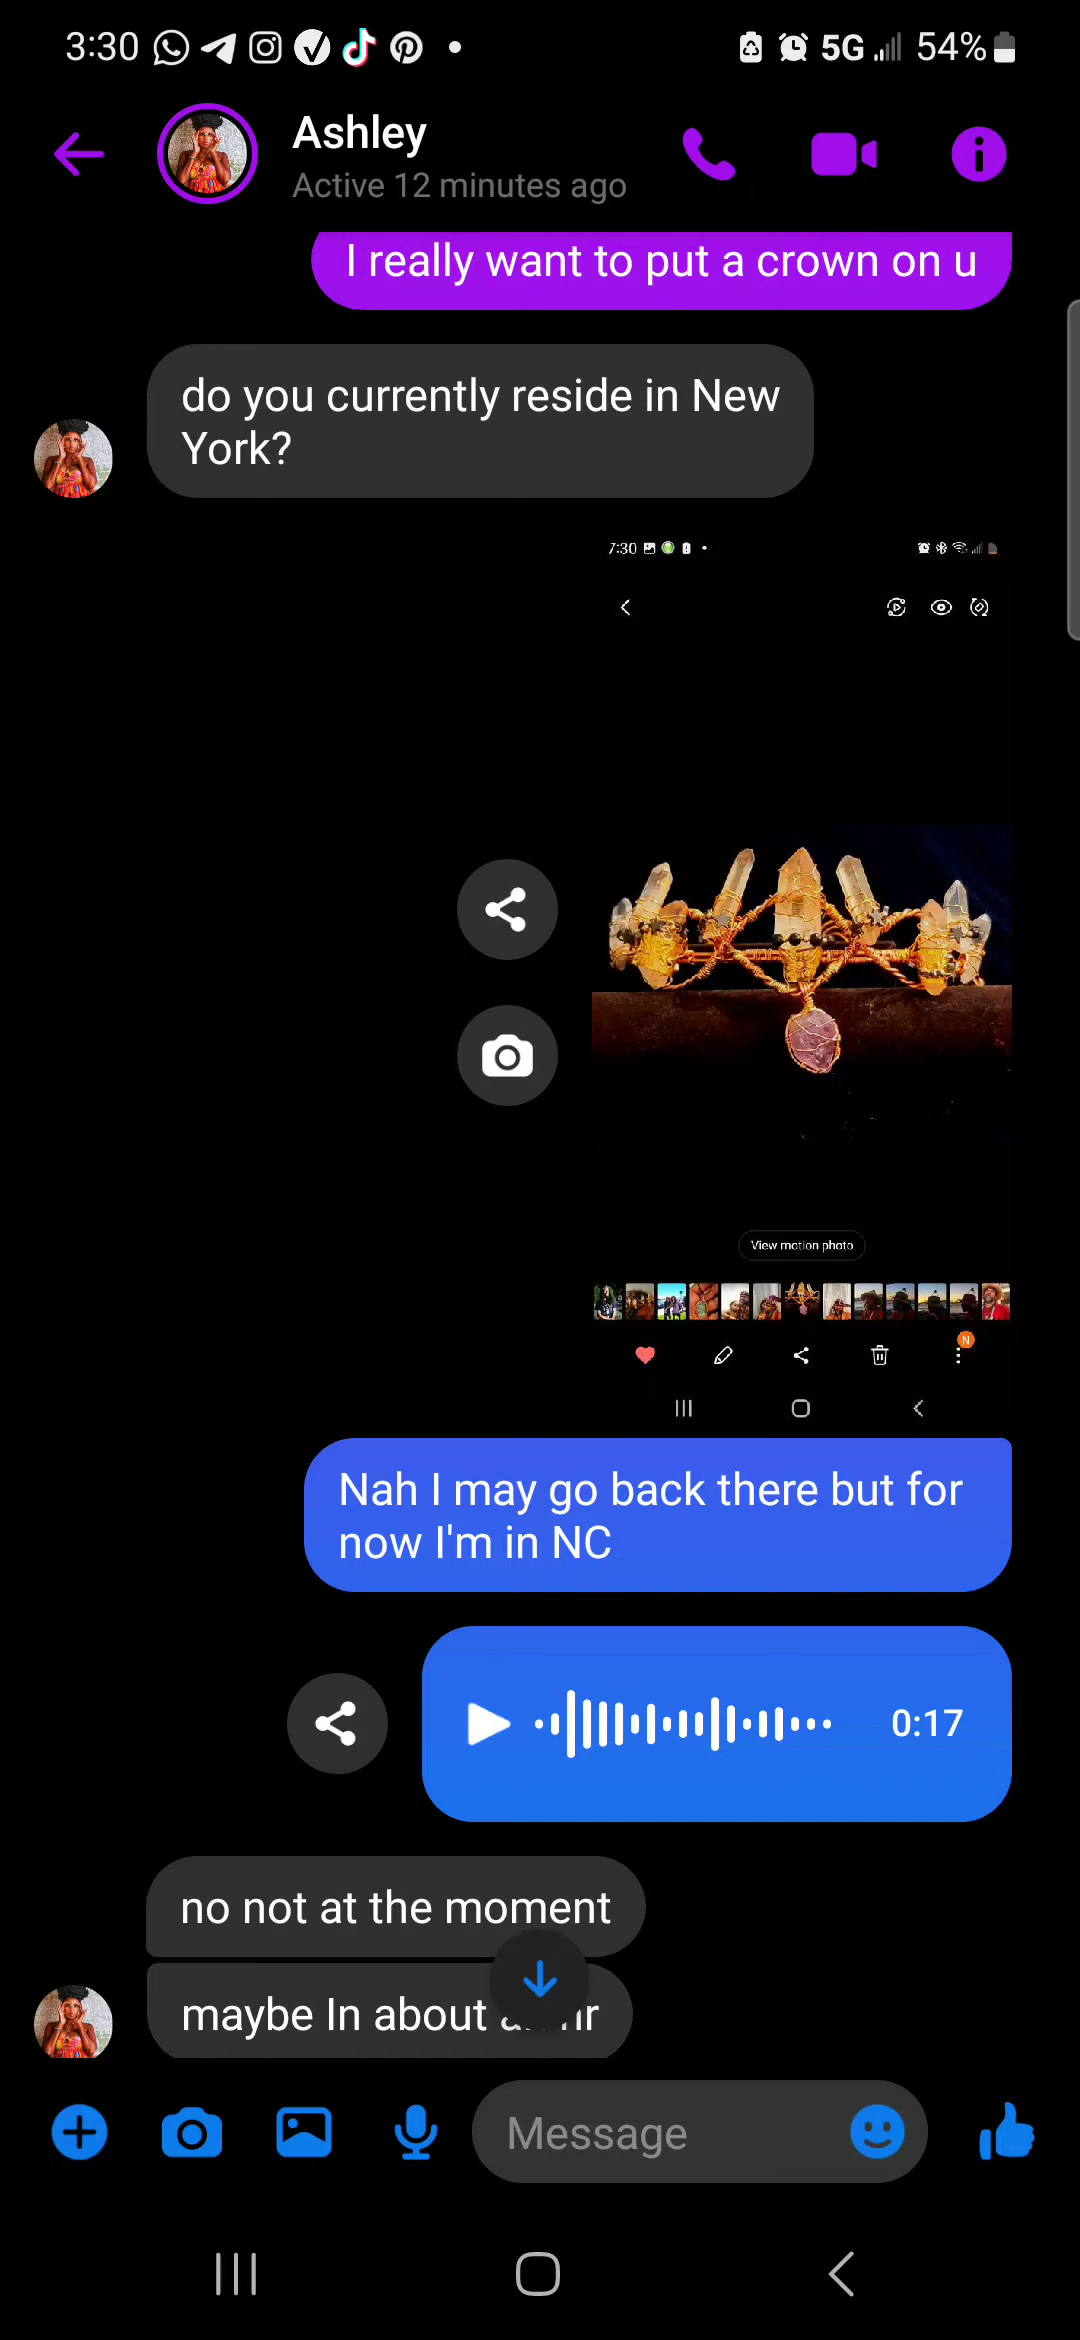 3:30
5G 54%
Ashley
Active 12 minutes ago
I really want to put a crown on u
do you currently reside in New
York?
7:30
View motion photo
N
Nah I may go back there but for
now I'm in NC
0:17
no not at the moment
maybe In about
Message